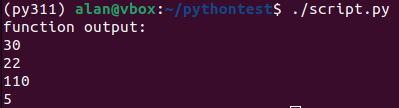 (py311) alan@vbox:~/pythontest$ ./script.py
function output:
30
22
110
5